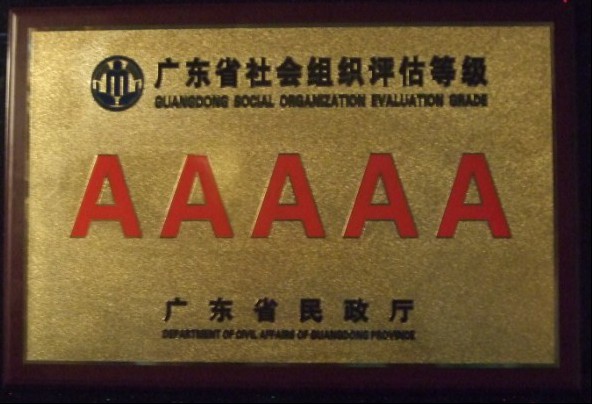 广东省社会组织评估等级
GUANGDONG SOCIAL ORGANIZATION EVALUATION GRADE
AAAAA
广东省民政厅
DEPARTMENT OF CIVIL AFFAIRS OF GUANGDONG PROVINCE